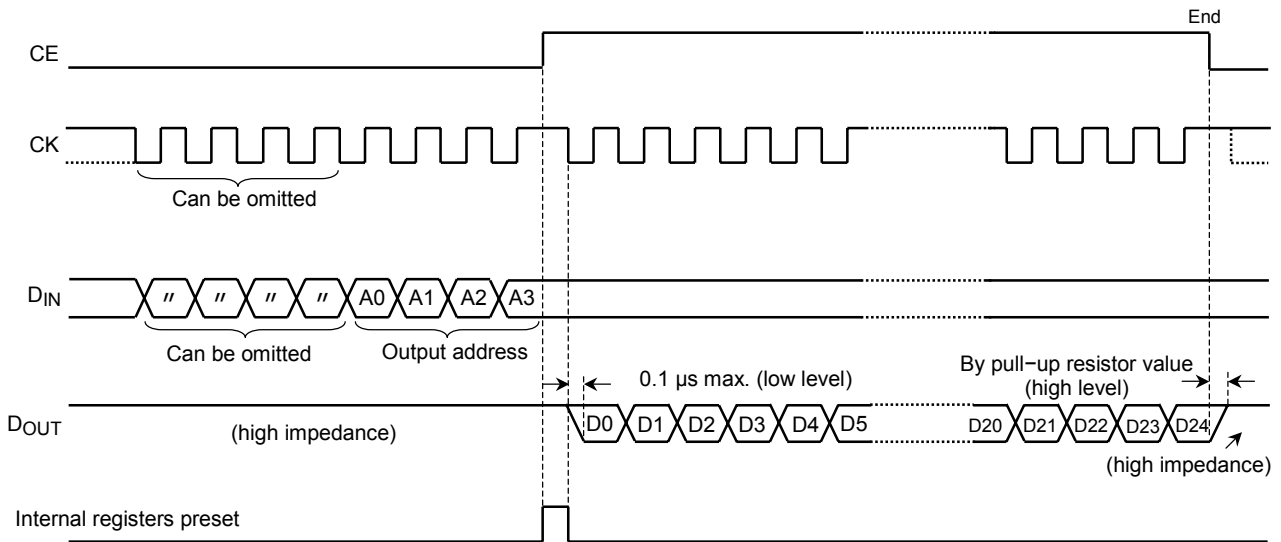 End
CE
CK
Can be omitted
DIN
〃 〃 〃 〃 A0 A1 A2 A3
Can be omitted
Output address
0.1 µs max. (low level)
By pull−up resistor value
(high level)
DOUT
(high impedance)
D0 D1 D2 D3 D4 D5 D20 D21 D22 D23 D24
(high impedance)
Internal registers preset